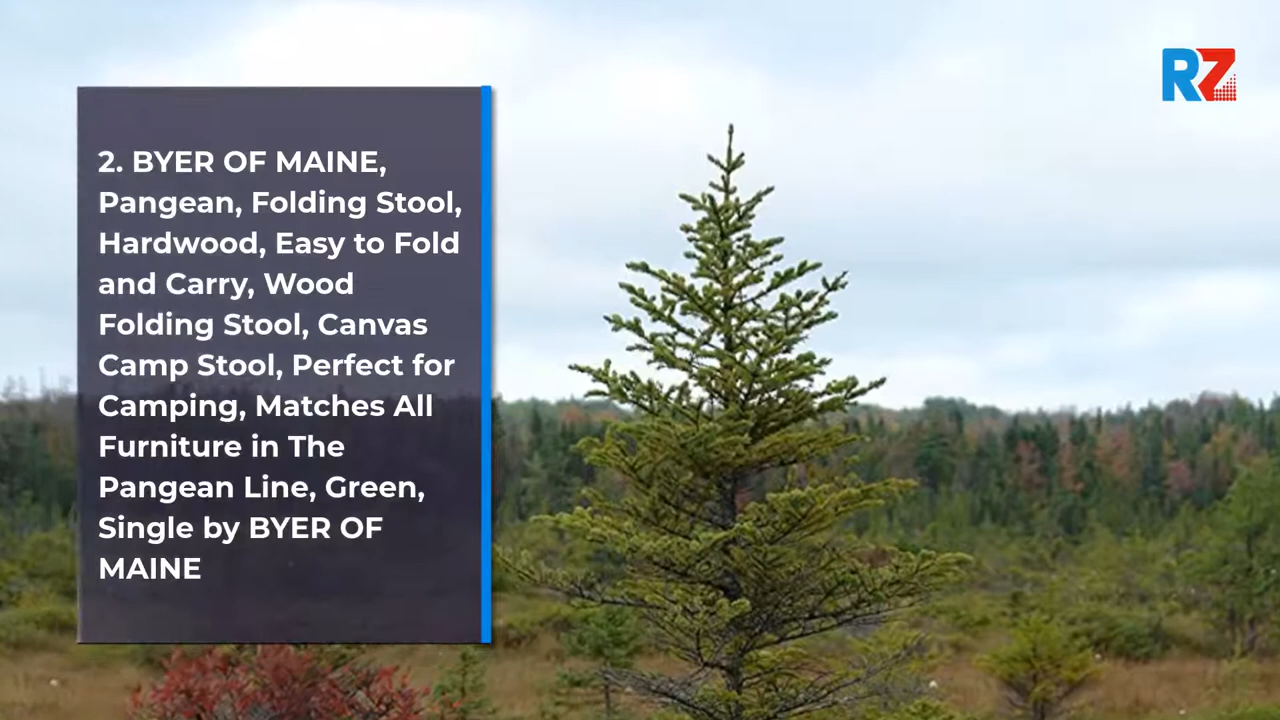 RZ
2. BYER OF MAINE,
Pangean, Folding Stool,
Hardwood, Easy to Fold
and Carry, Wood
Folding Stool, Canvas
Camp Stool, Perfect for
Camping, Matches All
Furniture in The
Pangean Line, Green,
Single by BYER OF
MAINE